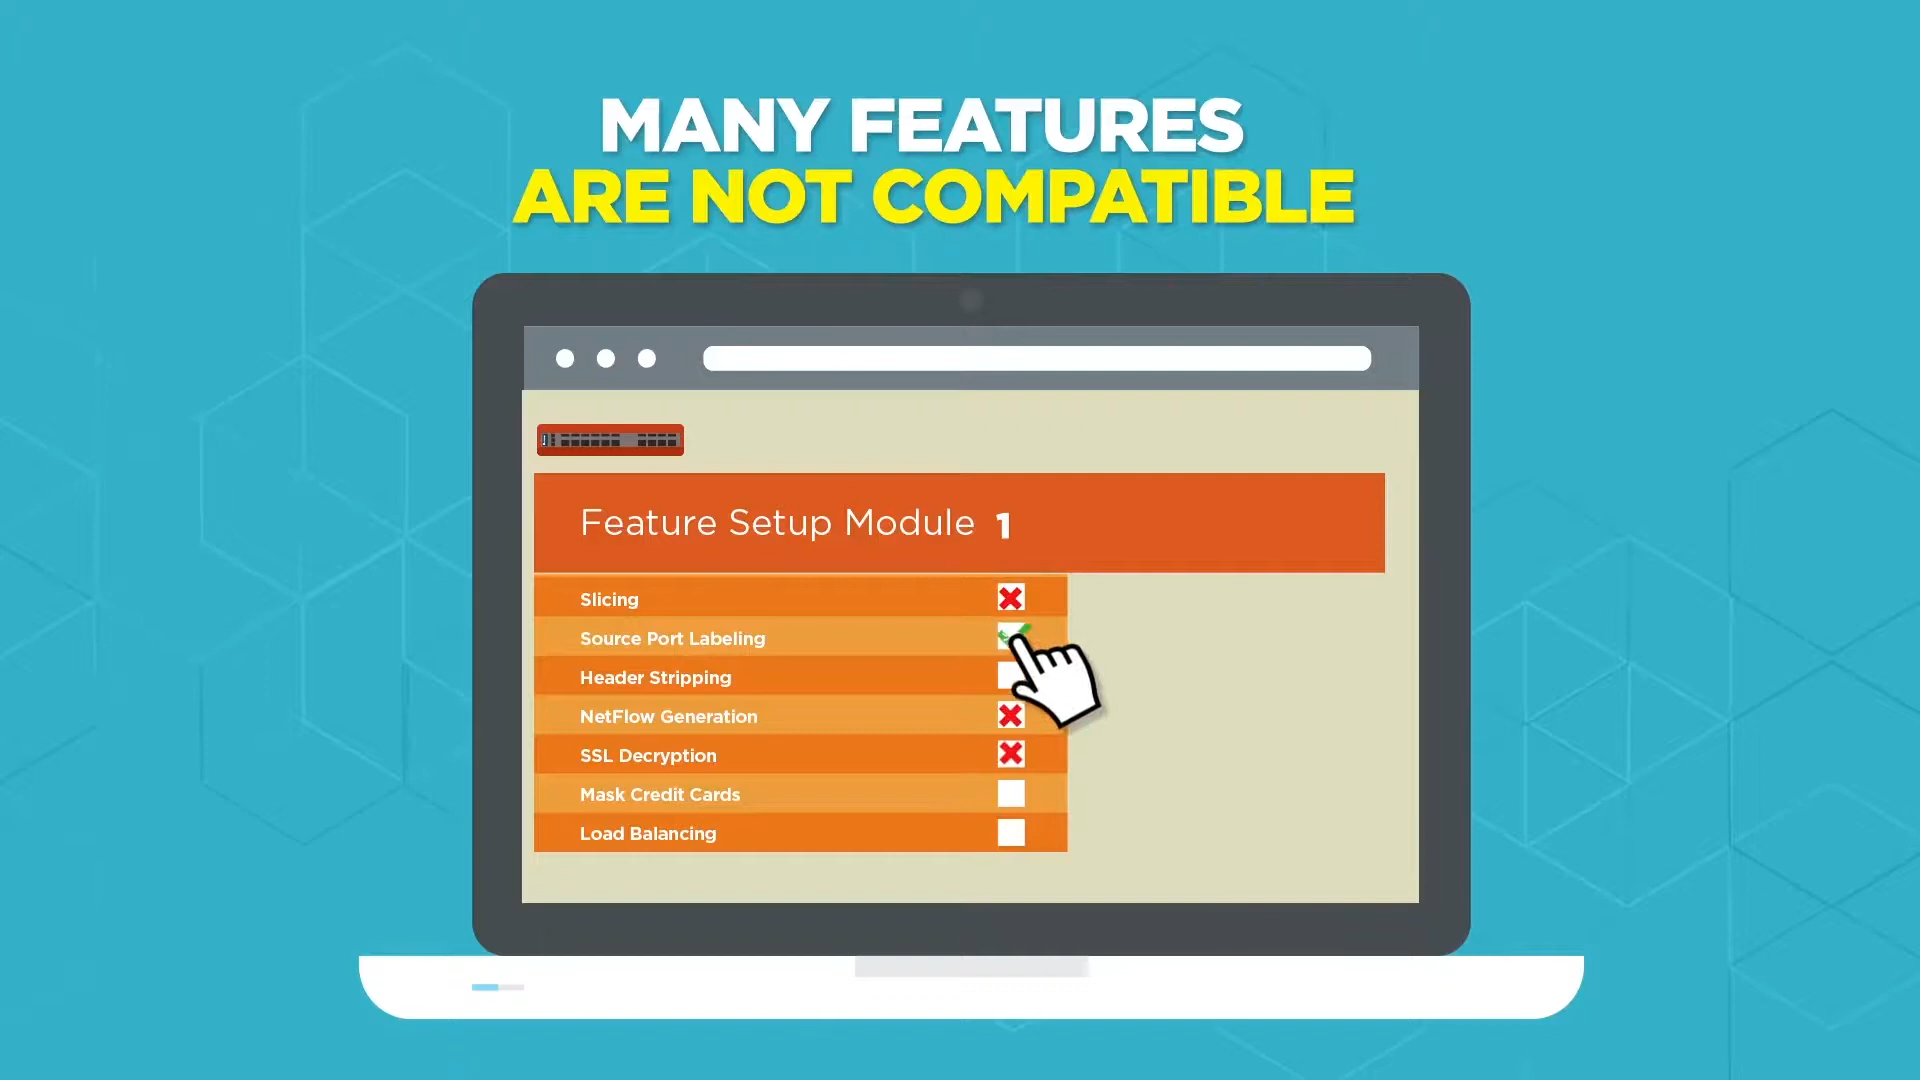 MANY FEATURES
ARE NOT COMPATIBLE
Feature Setup Module 1
Slicing
Source Port Labeling
Header Stripping
NetFlow Generation
SSL Decryption
Mask Credit Cards
Load Balancing